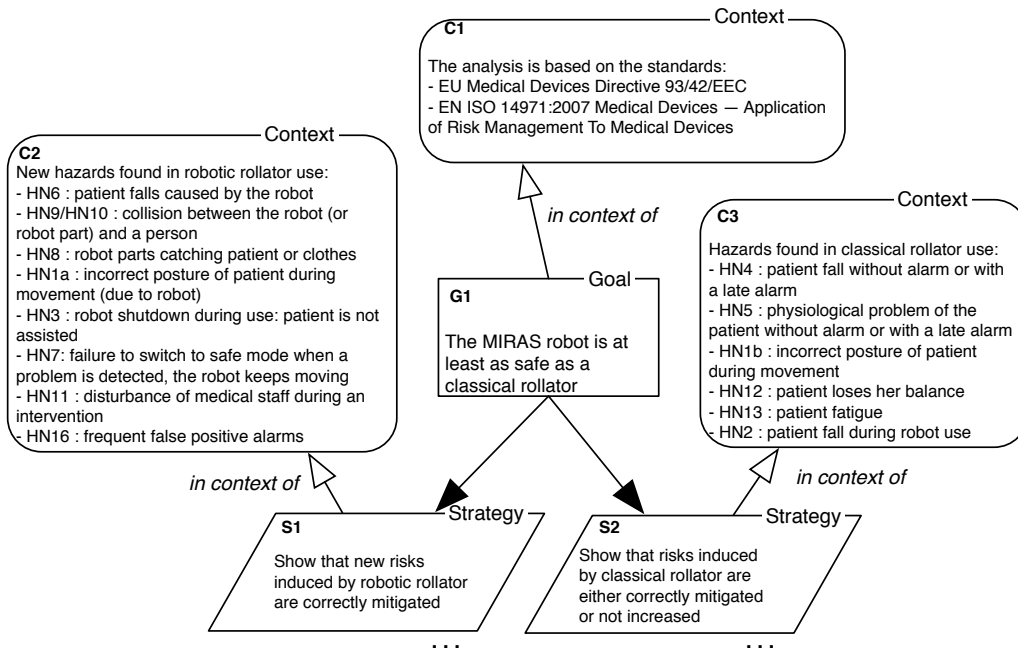 Context
C1
The analysis is based on the standards:
- EU Medical Devices Directive 93/42/EEC
- EN ISO 14971:2007 Medical Devices — Application
of Risk Management To Medical Devices
Context
C2
New hazards found in robotic rollator use:
- HN6 : patient falls caused by the robot
- HN9/HN10 : collision between the robot (or
robot part) and a person
- HN8 : robot parts catching patient or clothes
- HN1a : incorrect posture of patient during
movement (due to robot)
- HN3 : robot shutdown during use: patient is not
assisted
- HN7: failure to switch to safe mode when a
problem is detected, the robot keeps moving
- HN11 : disturbance of medical staff during an
intervention
- HN16 : frequent false positive alarms
in context of
Context
C3
Hazards found in classical rollator use:
- HN4 : patient fall without alarm or with
a late alarm
- HN5 : physiological problem of the
patient without alarm or with a late alarm
- HN1b : incorrect posture of patient
during movement
- HN12 : patient loses her balance
- HN13 : patient fatigue
- HN2 : patient fall during robot use
Goal
G1
The MIRAS robot is at
least as safe as a
classical rollator
in context of
in context of
Strategy
S1
Show that new risks
induced by robotic rollator
are correctly mitigated
...
Strategy
S2
Show that risks induced
by classical rollator are
either correctly mitigated
or not increased
...